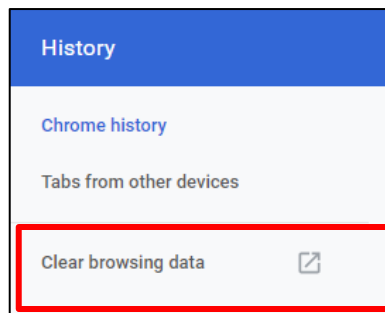 History
Chrome history
Tabs from other devices
Clear browsing data